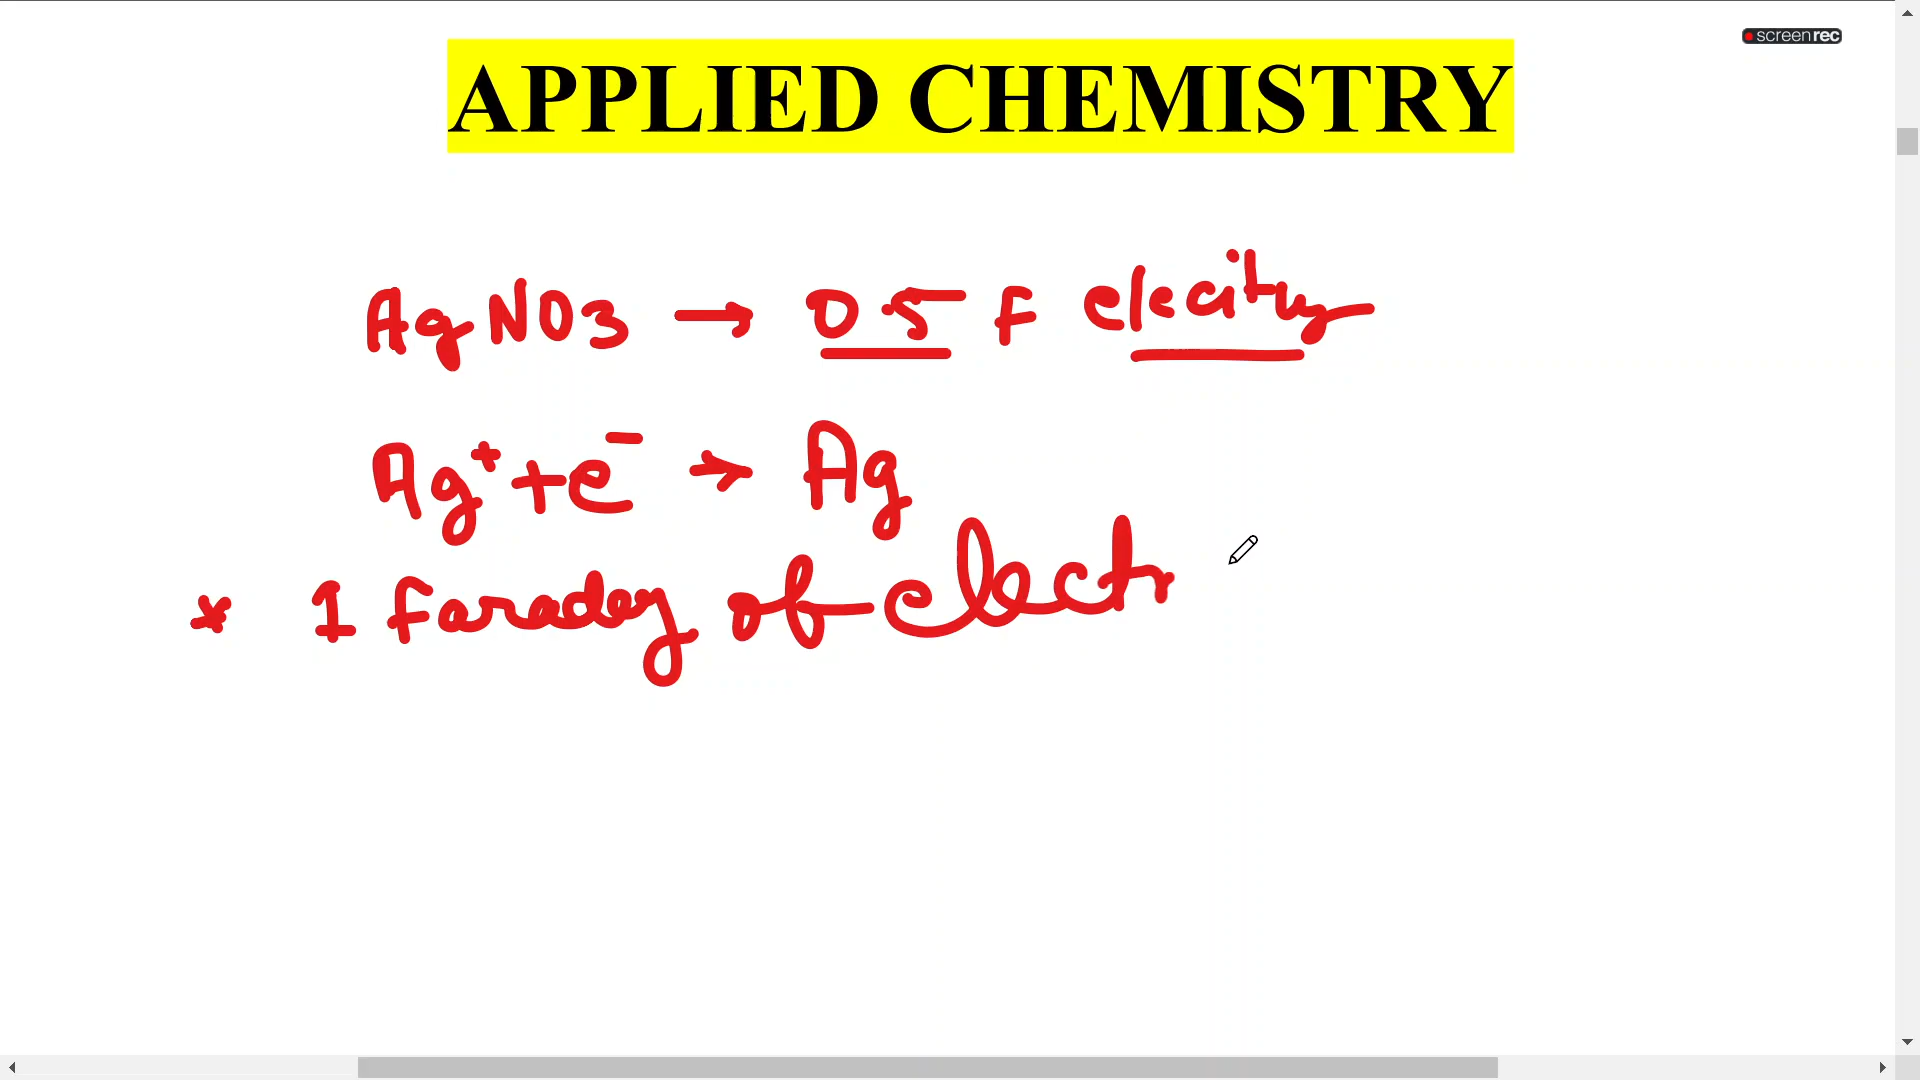 screenrec
APPLIED CHEMISTRY
AgNO3 → 0.5 F elecity
Ag⁺ + e⁻ → Ag
* 1 Faraday of electr